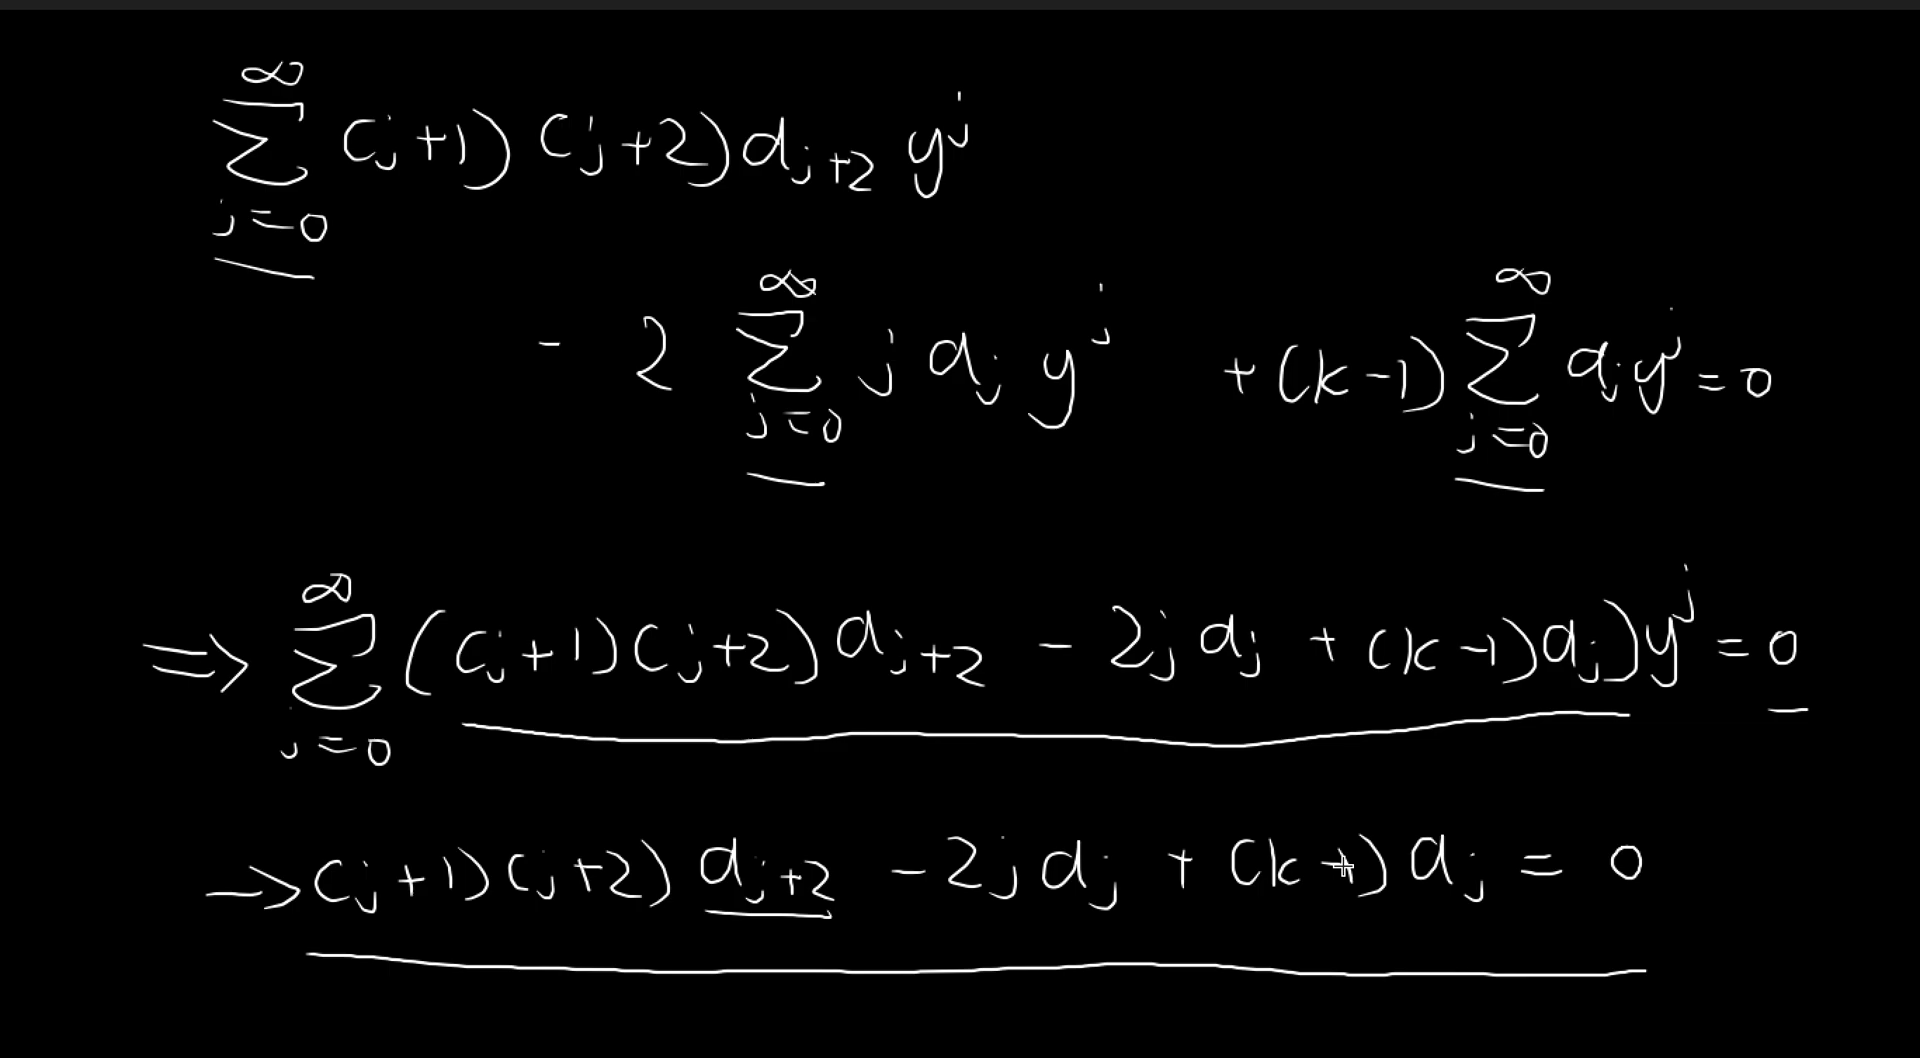 ∞
∑ (j+1) (j+2) a_{j+2} y^j
j=0
- 2 ∑_{j=0}^{∞} j a_j y^j + (k-1) ∑_{j=0}^{∞} a_j y^j = 0
⇒ ∑_{j=0}^{∞} ((j+1)(j+2) a_{j+2} - 2j a_j + (k-1) a_j) y^j = 0
→ (j+1)(j+2) a_{j+2} - 2j a_j + (k-1) a_j = 0